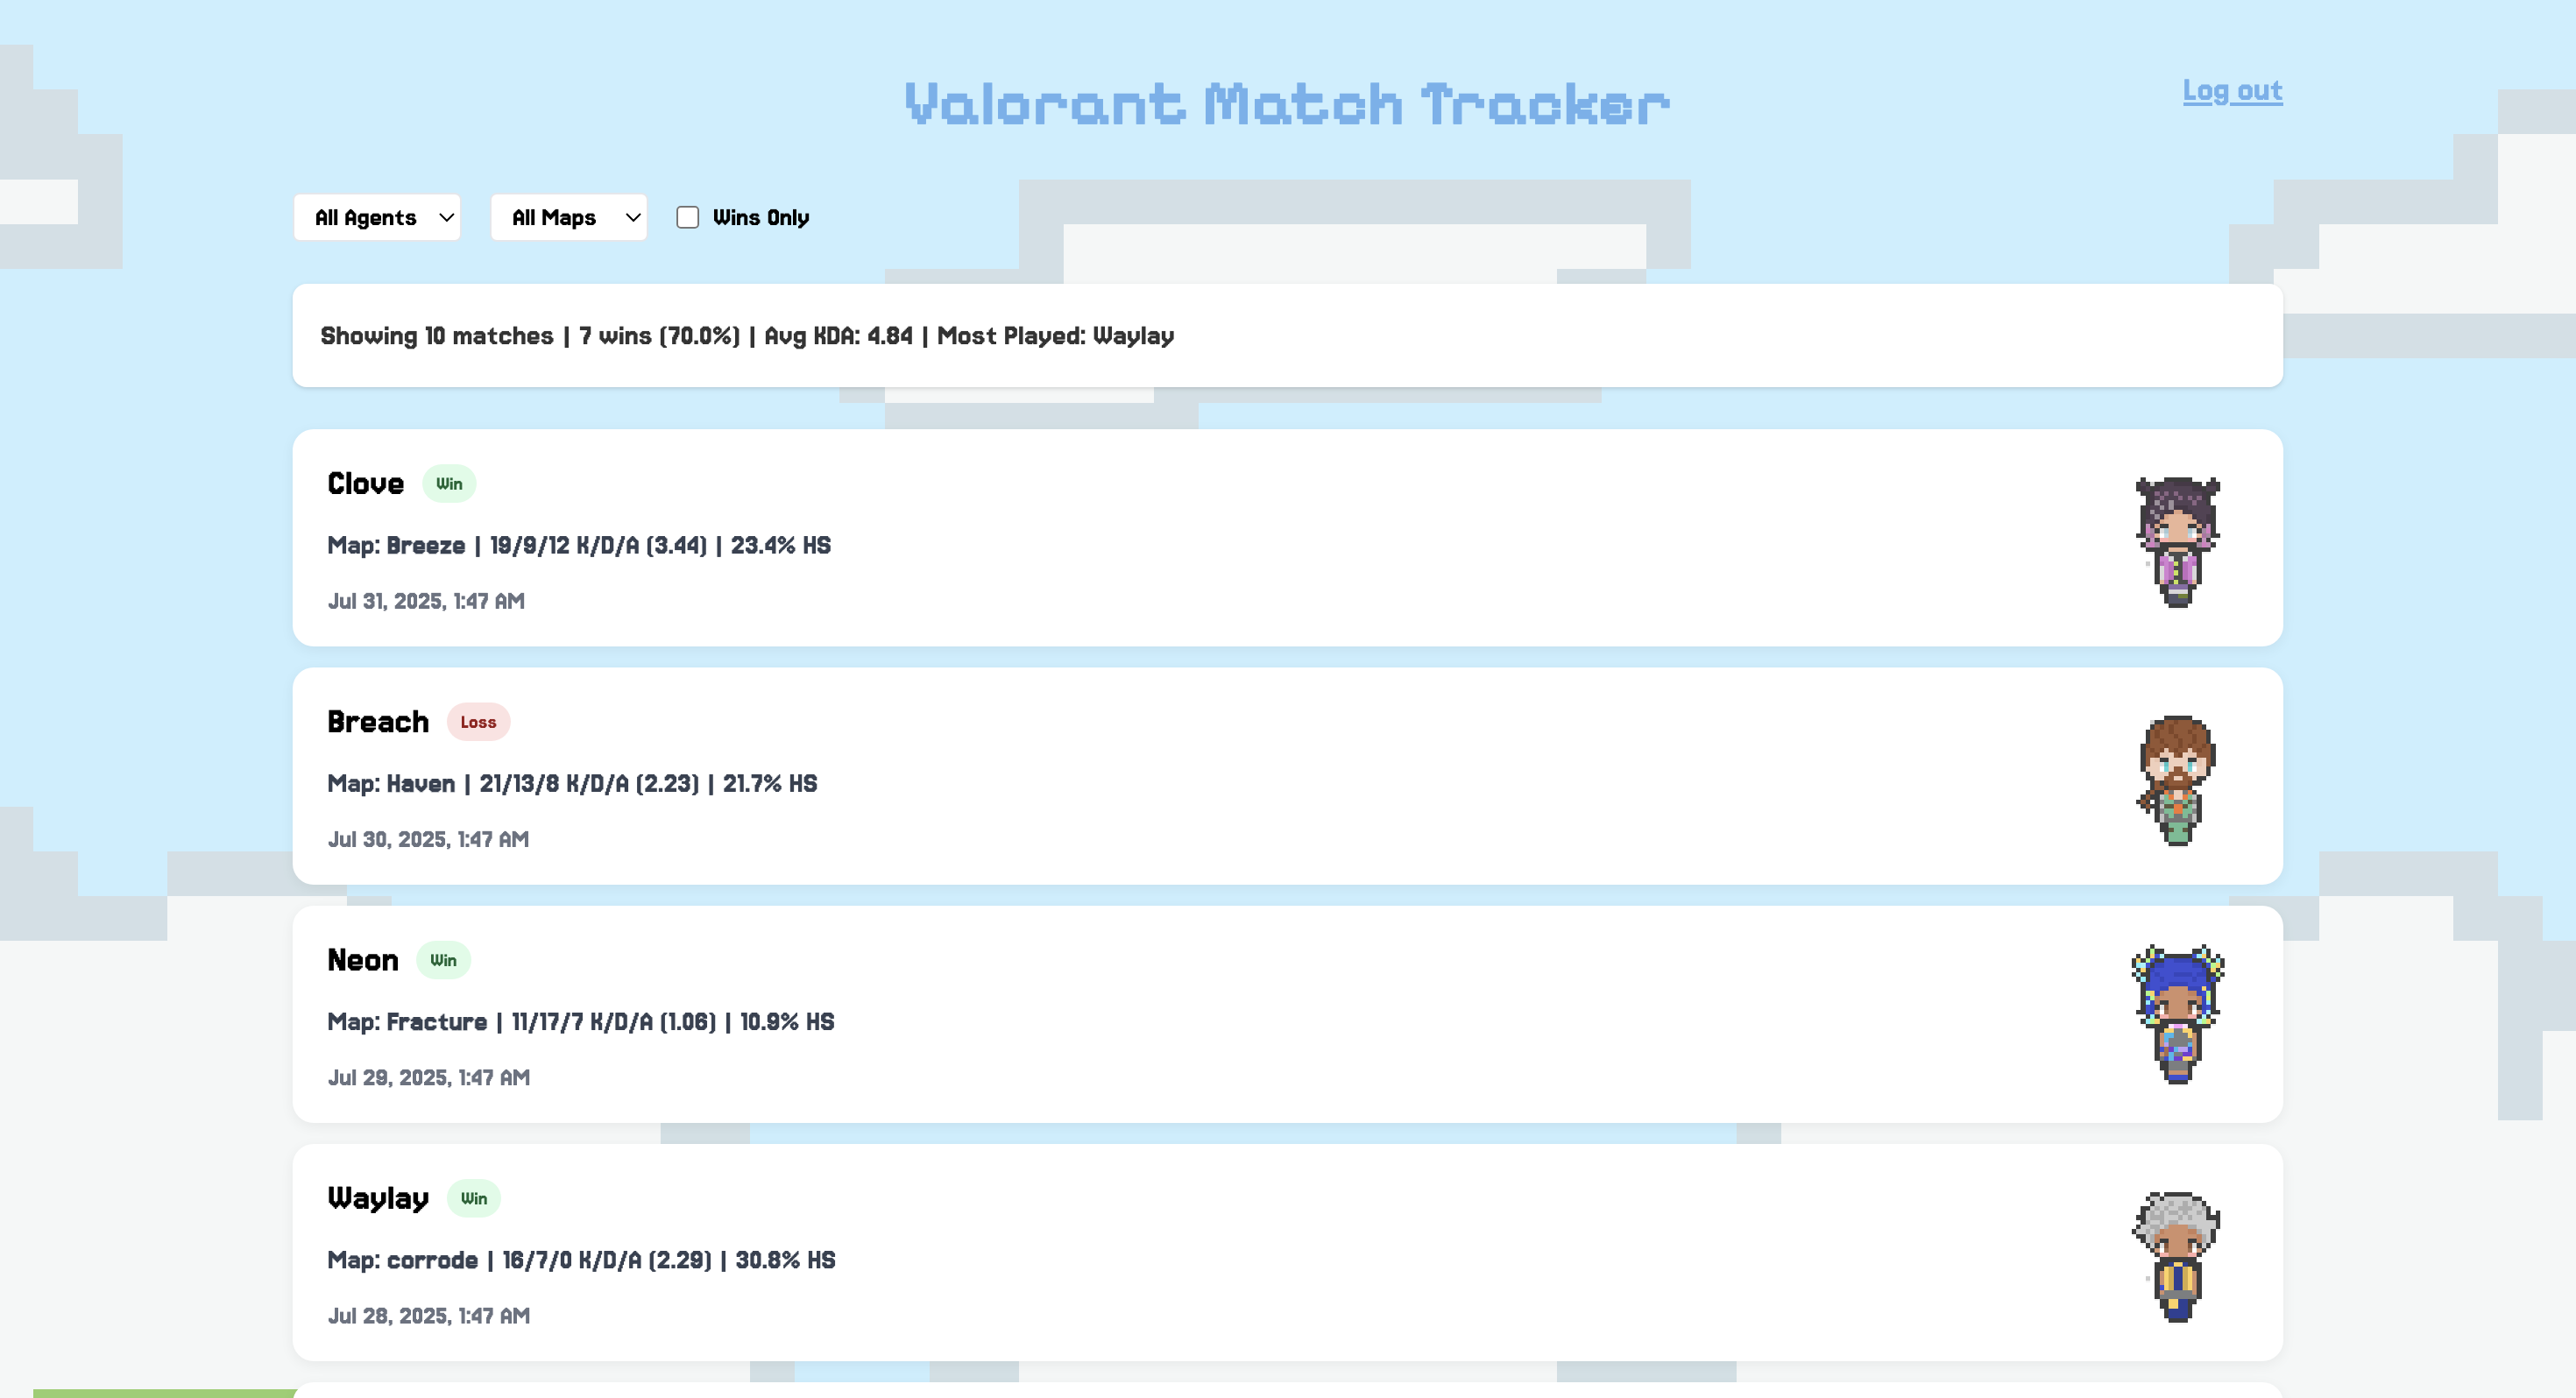 Valorant Match Tracker
Log out
All Agents
All Maps
Wins Only
Showing 10 matches | 7 wins (70.0%) | Avg KDA: 4.84 | Most Played: Waylay
Clove
Win
Map: Breeze | 19/9/12 K/D/A (3.44) | 23.4% HS
Jul 31, 2025, 1:47 AM
Breach
Loss
Map: Haven | 21/13/8 K/D/A (2.23) | 21.7% HS
Jul 30, 2025, 1:47 AM
Neon
Win
Map: Fracture | 11/17/7 K/D/A (1.06) | 10.9% HS
Jul 29, 2025, 1:47 AM
Waylay
Win
Map: corrode | 16/7/0 K/D/A (2.29) | 30.8% HS
Jul 28, 2025, 1:47 AM